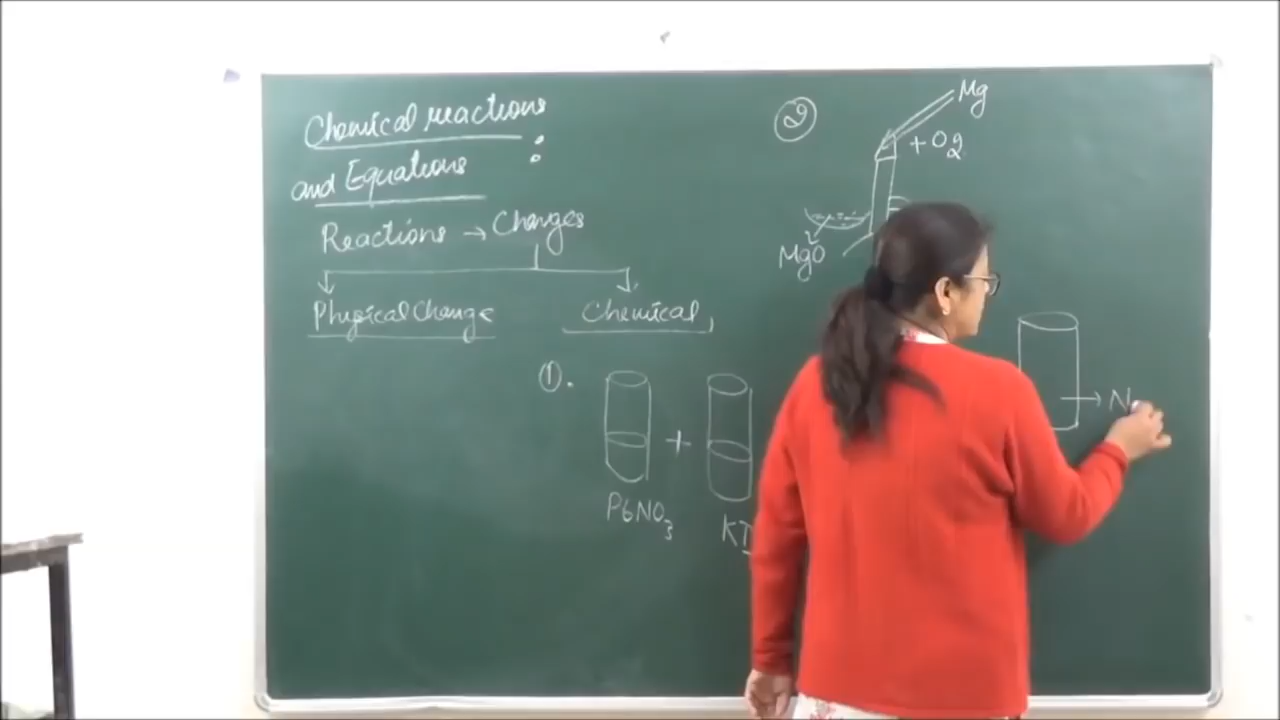 Chemical reactions
and Equations :
Reactions → Changes
Physical Change
Chemical
①.
+
PbNO3
KI
②
Mg
+ O2
MgO
→ N